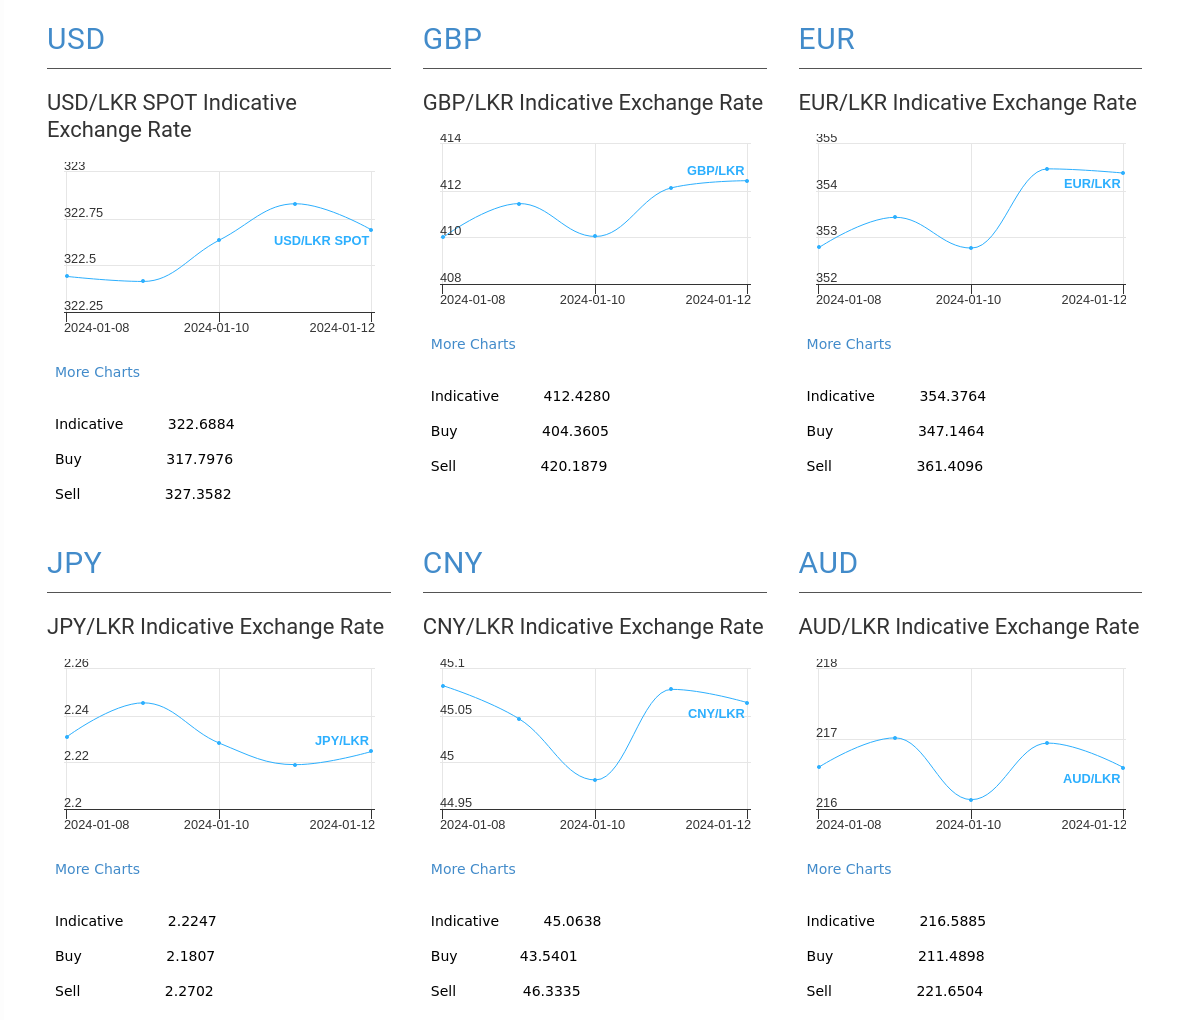 USD
USD/LKR SPOT Indicative
Exchange Rate
323
322.75
322.5
322.25
USD/LKR SPOT
2024-01-08 2024-01-10 2024-01-12
More Charts
Indicative 322.6884
Buy 317.7976
Sell 327.3582
GBP
GBP/LKR Indicative Exchange Rate
414
412
410
408
GBP/LKR
2024-01-08 2024-01-10 2024-01-12
More Charts
Indicative 412.4280
Buy 404.3605
Sell 420.1879
EUR
EUR/LKR Indicative Exchange Rate
355
354
353
352
EUR/LKR
2024-01-08 2024-01-10 2024-01-12
More Charts
Indicative 354.3764
Buy 347.1464
Sell 361.4096
JPY
JPY/LKR Indicative Exchange Rate
2.26
2.24
2.22
2.2
JPY/LKR
2024-01-08 2024-01-10 2024-01-12
More Charts
Indicative 2.2247
Buy 2.1807
Sell 2.2702
CNY
CNY/LKR Indicative Exchange Rate
45.1
45.05
45
44.95
CNY/LKR
2024-01-08 2024-01-10 2024-01-12
More Charts
Indicative 45.0638
Buy 43.5401
Sell 46.3335
AUD
AUD/LKR Indicative Exchange Rate
218
217
216
AUD/LKR
2024-01-08 2024-01-10 2024-01-12
More Charts
Indicative 216.5885
Buy 211.4898
Sell 221.6504